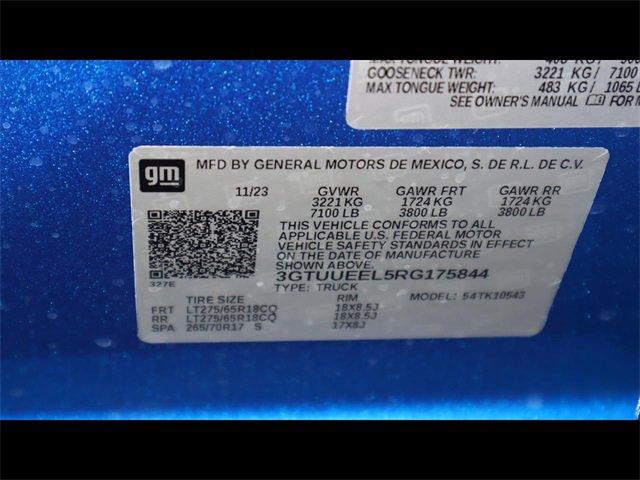 GOOSENECK TWR: 3221 KG / 7100
MAX TONGUE WEIGHT: 483 KG / 1065 L
SEE OWNER'S MANUAL FOR M
gm
MFD BY GENERAL MOTORS DE MEXICO, S. DE R.L. DE C.V.
11/23 GVWR GAWR FRT GAWR RR
3221 KG 1724 KG 1724 KG
7100 LB 3800 LB 3800 LB
THIS VEHICLE CONFORMS TO ALL
APPLICABLE U.S. FEDERAL MOTOR
VEHICLE SAFETY STANDARDS IN EFFECT
ON THE DATE OF MANUFACTURE
SHOWN ABOVE.
3GTUUEEL5RG175844
327E
TYPE: TRUCK
TIRE SIZE RIM MODEL: 54TK10543
FRT LT275/65R18CQ 18X8.5J
RR LT275/65R18CQ 18X8.5J
SPA 265/70R17 S 17X8J